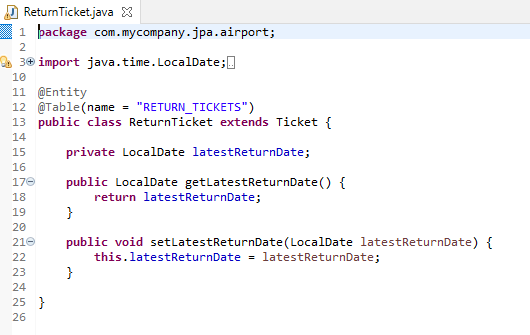 ReturnTicket.java
1 package com.mycompany.jpa.airport;
2
3 import java.time.LocalDate;
10
11 @Entity
12 @Table(name = "RETURN_TICKETS")
13 public class ReturnTicket extends Ticket {
14
15 private LocalDate latestReturnDate;
16
17 public LocalDate getLatestReturnDate() {
18 return latestReturnDate;
19 }
20
21 public void setLatestReturnDate(LocalDate latestReturnDate) {
22 this.latestReturnDate = latestReturnDate;
23 }
24
25 }
26